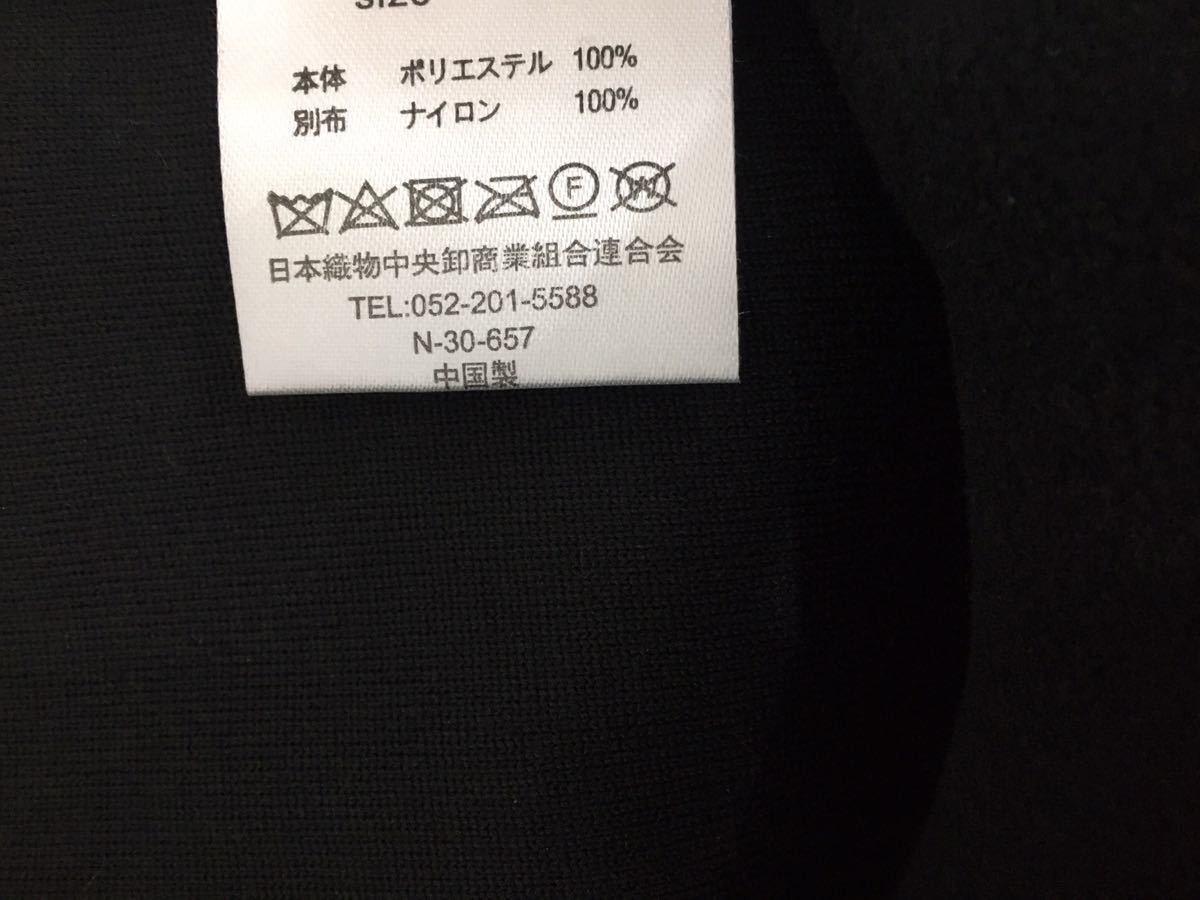 size
本体 ポリエステル 100%
別布 ナイロン 100%
F W
日本織物中央卸商業組合連合会
TEL:052-201-5588
N-30-657
中国製